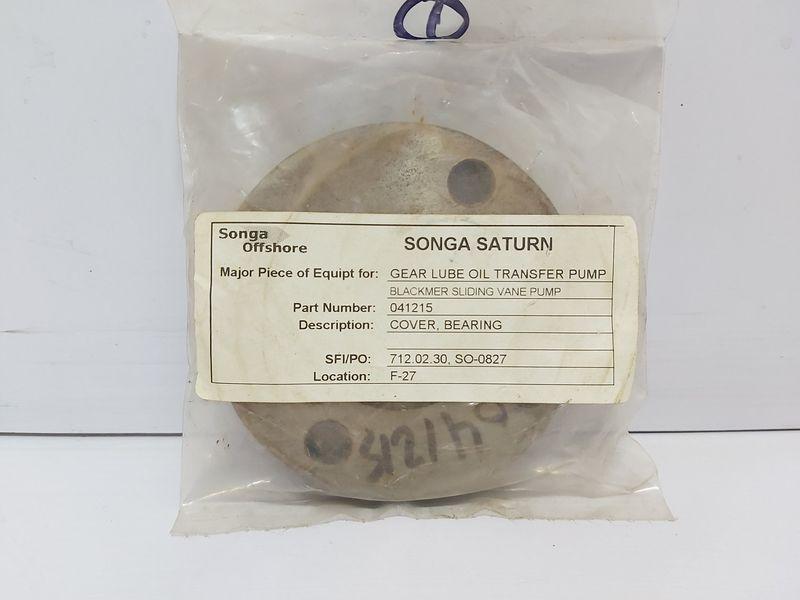 1
Songa
Offshore
SONGA SATURN
Major Piece of Equipt for: GEAR LUBE OIL TRANSFER PUMP
BLACKMER SLIDING VANE PUMP
Part Number: 041215
Description: COVER, BEARING
SFI/PO: 712.02.30, SO-0827
Location: F-27